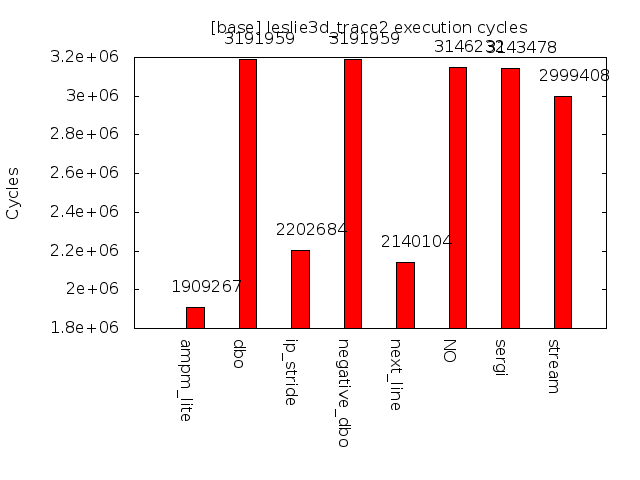 [base] leslie3d_trace2 execution cycles
3191959
3191959
3143478
2999408
2202684
2140104
1909267
3.2e+06
3e+06
2.8e+06
2.6e+06
2.4e+06
2.2e+06
2e+06
1.8e+06
Cycles
ampm_lite
dbo
ip_stride
negative_dbo
next_line
NO
sergi
stream